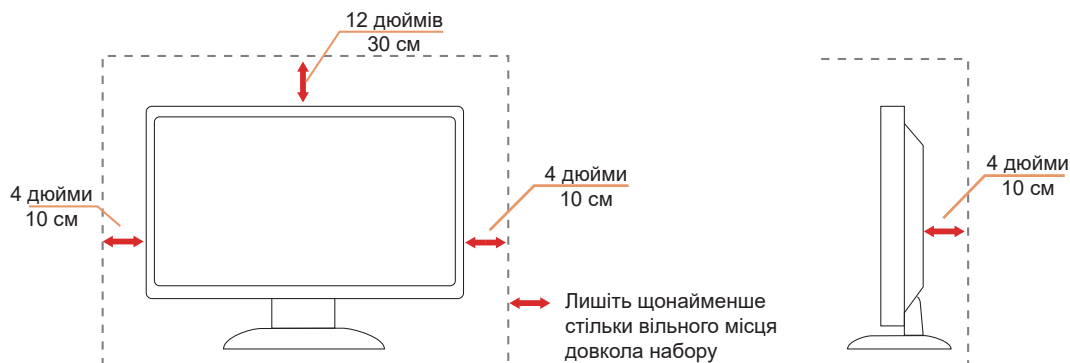 12 дюймів
30 см
4 дюйми
10 см
4 дюйми
10 см
4 дюйми
10 см
Лишіть щонайменше
стільки вільного місця
довкола набору